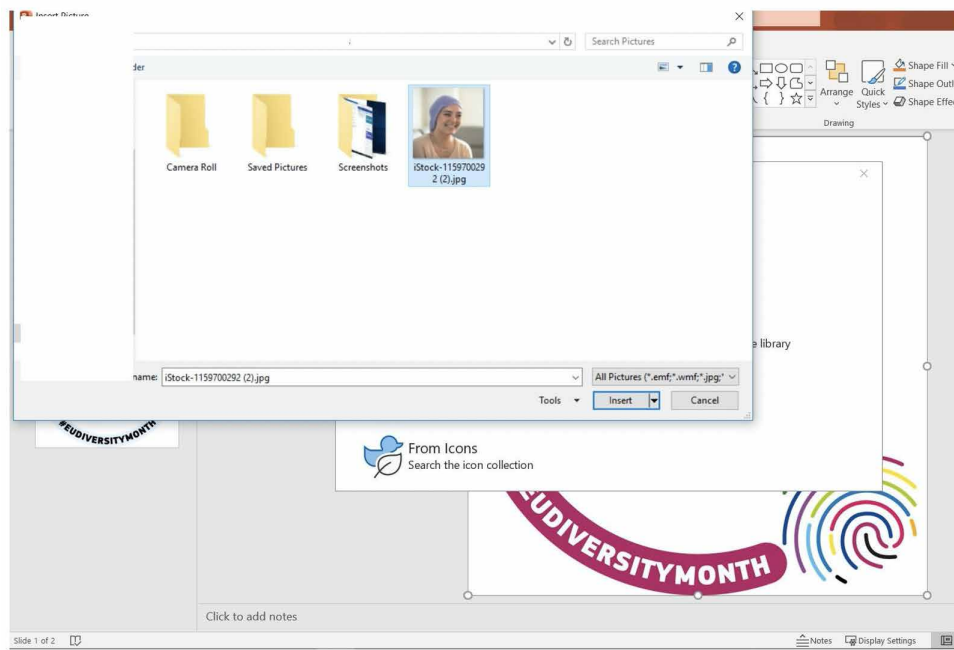 Insert Picture
Search Pictures
der
Camera Roll
Saved Pictures
Screenshots
iStock-115970029
2 (2).jpg
name:
iStock-1159700292 (2).jpg
All Pictures (*.emf;*.wmf;*.jpg;*
Tools
Insert
Cancel
Arrange
Quick
Styles
Shape Fill
Shape Outl
Shape Effe
Drawing
e library
From Icons
Search the icon collection
#EUDIVERSITYMONTH
#EUDIVERSITYMONTH
Click to add notes
Slide 1 of 2
Notes
Display Settings